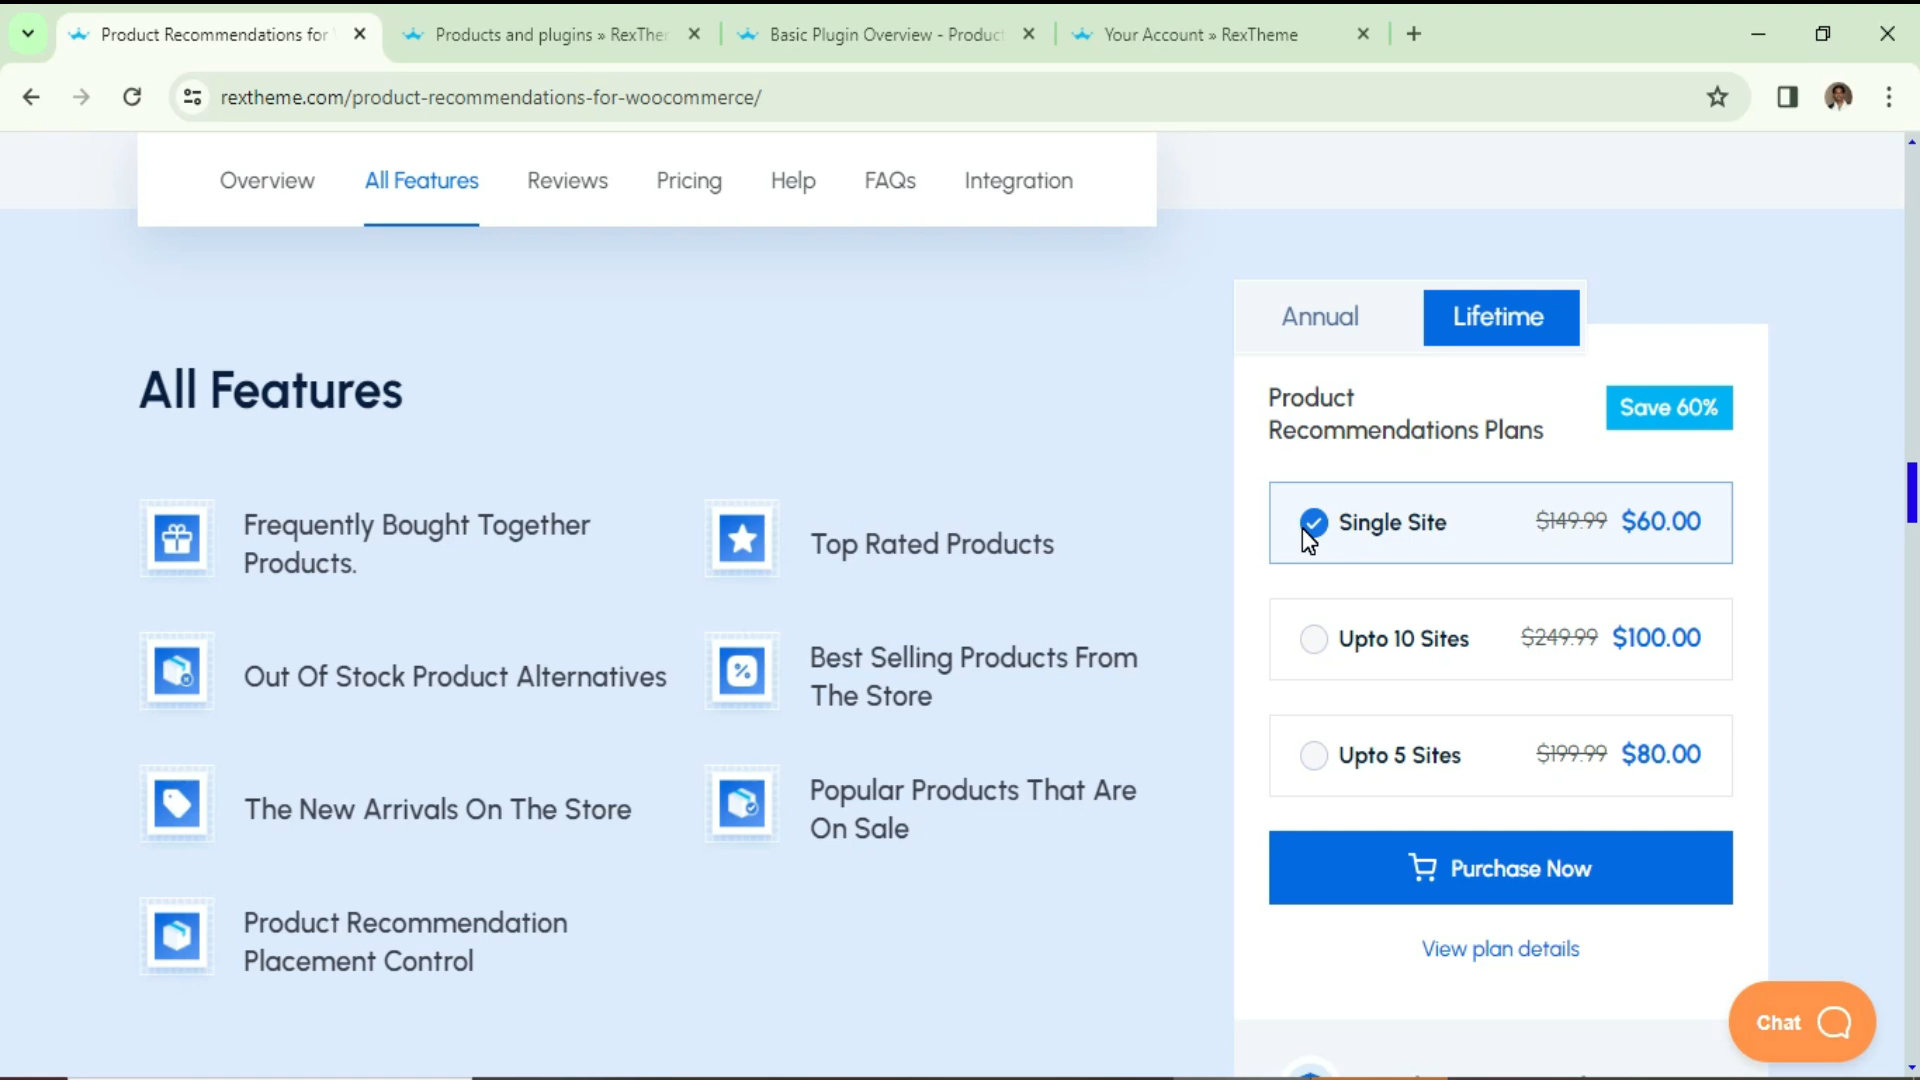 Product Recommendations for
Products and plugins » RexTher
Basic Plugin Overview - Product
Your Account » RexTheme
rextheme.com/product-recommendations-for-woocommerce/
Overview
All Features
Reviews
Pricing
Help
FAQs
Integration
Annual
Lifetime
All Features
Product
Recommendations Plans
Save 60%
Single Site
$149.99 $60.00
Frequently Bought Together
Products.
Top Rated Products
Upto 10 Sites
$249.99 $100.00
Out Of Stock Product Alternatives
Best Selling Products From
The Store
Upto 5 Sites
$199.99 $80.00
The New Arrivals On The Store
Popular Products That Are
On Sale
Purchase Now
Product Recommendation
Placement Control
View plan details
Chat